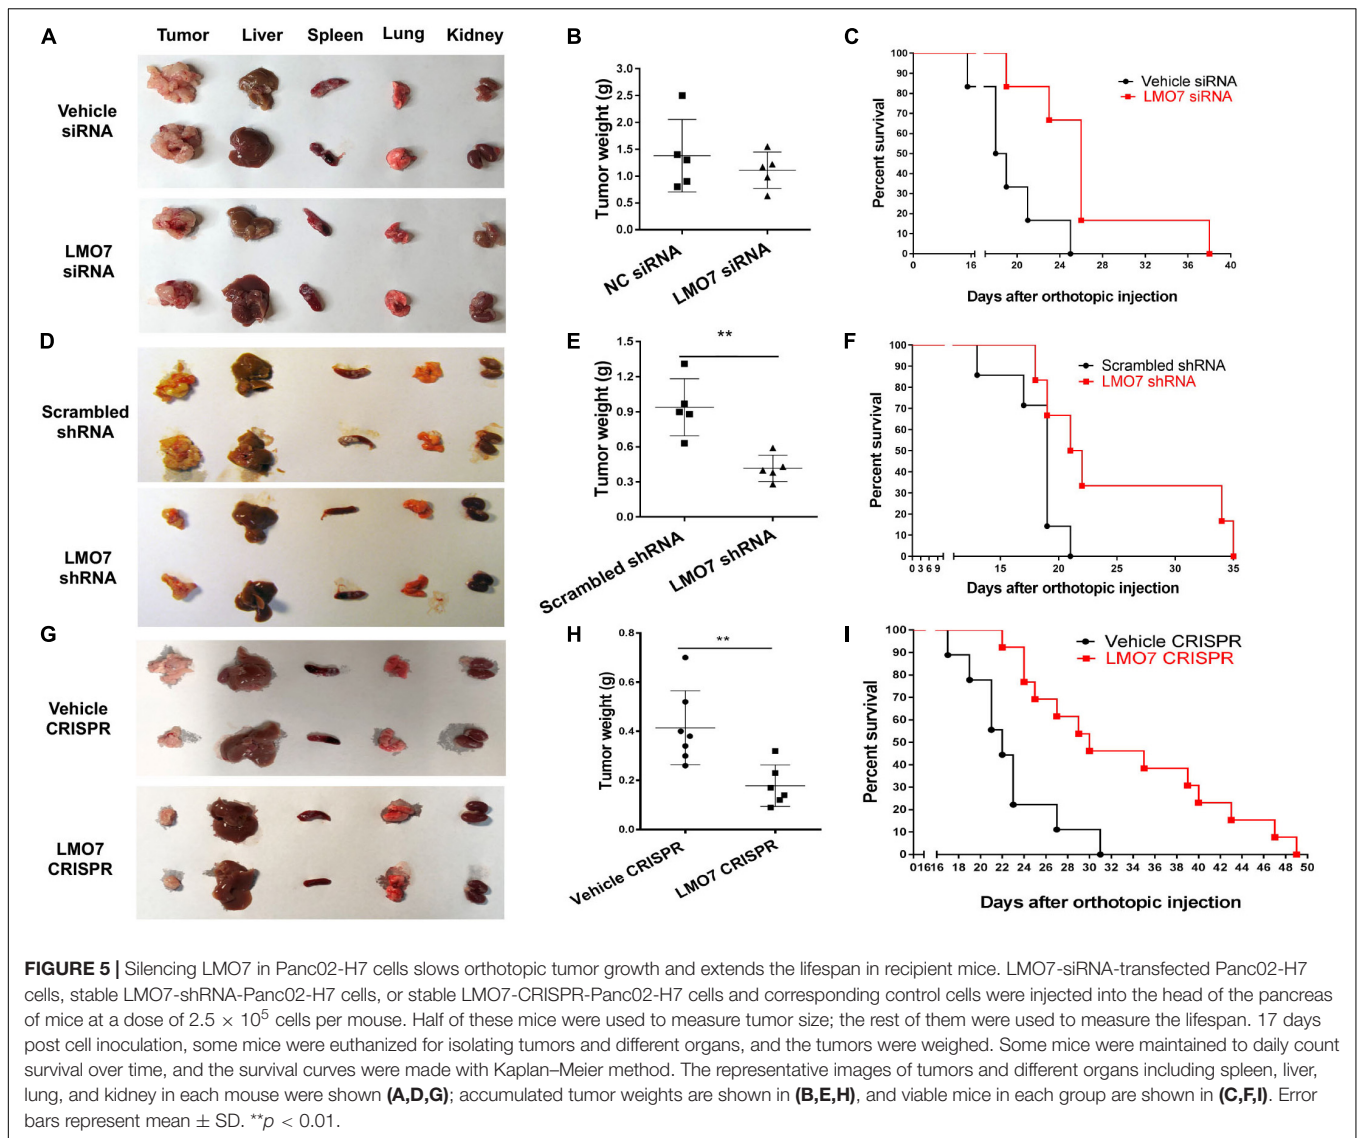 A
Tumor Liver Spleen Lung Kidney
Vehicle
siRNA
LMO7
siRNA
B
3.0
2.5
2.0
1.5
1.0
0.5
0.0
Tumor weight (g)
NC siRNA
LMO7 siRNA
C
100
90
80
70
60
50
40
30
20
10
0
Percent survival
Vehicle siRNA
LMO7 siRNA
0 16 20 24 28 32 36 40
Days after orthotopic injection
D
Scrambled
shRNA
LMO7
shRNA
E
**
1.5
1.2
0.9
0.6
0.3
0.0
Tumor weight (g)
Scrambled shRNA
LMO7 shRNA
F
100
90
80
70
60
50
40
30
20
10
0
Percent survival
Scrambled shRNA
LMO7 shRNA
0 3 6 9 15 20 25 30 35
Days after orthotopic injection
G
Vehicle
CRISPR
LMO7
CRISPR
H
**
0.8
0.6
0.4
0.2
0.0
Tumor weight (g)
Vehicle CRISPR
LMO7 CRISPR
I
100
90
80
70
60
50
40
30
20
10
0
Percent survival
Vehicle CRISPR
LMO7 CRISPR
0 16 16 18 20 22 24 26 28 30 32 34 36 38 40 42 44 46 48 50
Days after orthotopic injection
FIGURE 5 | Silencing LMO7 in Panc02-H7 cells slows orthotopic tumor growth and extends the lifespan in recipient mice. LMO7-siRNA-transfected Panc02-H7
cells, stable LMO7-shRNA-Panc02-H7 cells, or stable LMO7-CRISPR-Panc02-H7 cells and corresponding control cells were injected into the head of the pancreas
of mice at a dose of 2.5 × 10⁵ cells per mouse. Half of these mice were used to measure tumor size; the rest of them were used to measure the lifespan. 17 days
post cell inoculation, some mice were euthanized for isolating tumors and different organs, and the tumors were weighed. Some mice were maintained to daily count
survival over time, and the survival curves were made with Kaplan–Meier method. The representative images of tumors and different organs including spleen, liver,
lung, and kidney in each mouse were shown (A,D,G); accumulated tumor weights are shown in (B,E,H), and viable mice in each group are shown in (C,F,I). Error
bars represent mean ± SD. **p < 0.01.